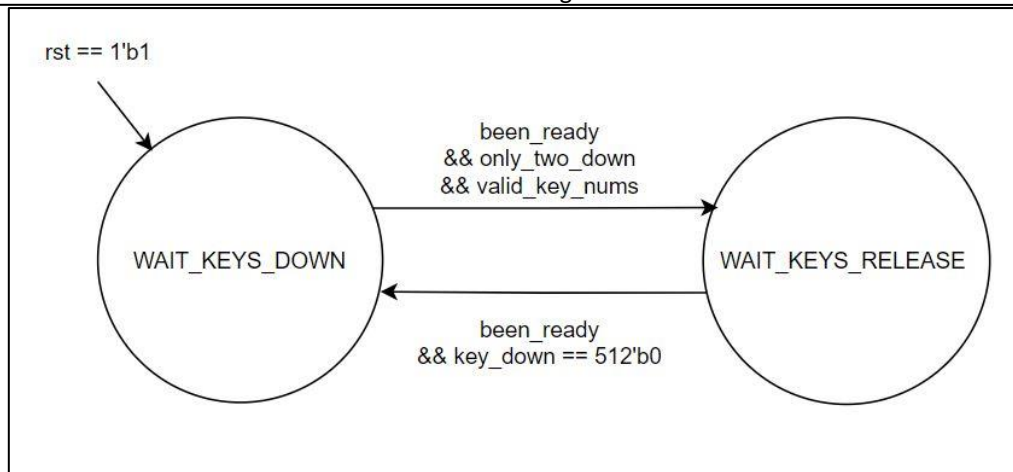 rst == 1'b1
been_ready
&& only_two_down
&& valid_key_nums
WAIT_KEYS_DOWN
WAIT_KEYS_RELEASE
been_ready
&& key_down == 512'b0